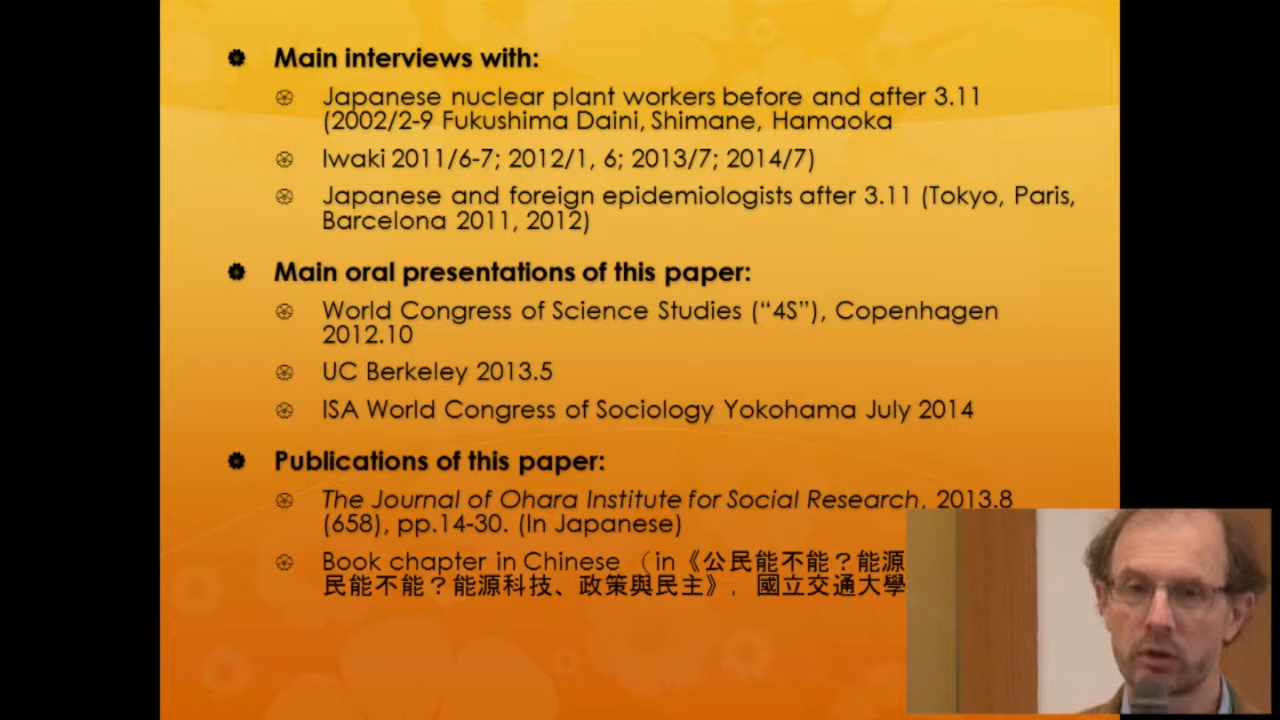 Main interviews with:
Japanese nuclear plant workers before and after 3.11
(2002/2-9 Fukushima Daini, Shimane, Hamaoka
Iwaki 2011/6-7; 2012/1, 6; 2013/7; 2014/7)
Japanese and foreign epidemiologists after 3.11 (Tokyo, Paris,
Barcelona 2011, 2012)
Main oral presentations of this paper:
World Congress of Science Studies (“4S”), Copenhagen
2012.10
UC Berkeley 2013.5
ISA World Congress of Sociology Yokohama July 2014
Publications of this paper:
The Journal of Ohara Institute for Social Research, 2013.8
(658), pp.14-30. (In Japanese)
Book chapter in Chinese （in《公民能不能？能源
民能不能？能源科技、政策與民主》, 國立交通大學